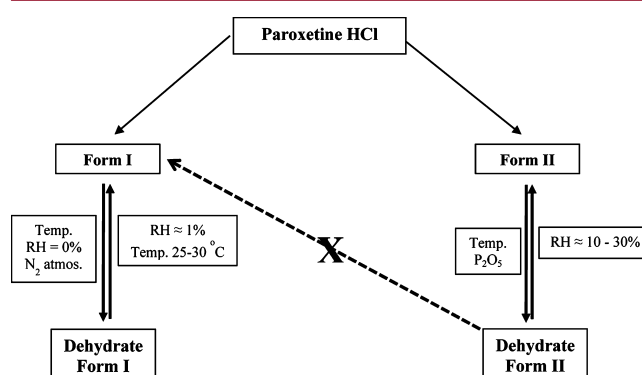 Paroxetine HCl
Form I
Form II
Temp.
RH = 0%
N₂ atmos.
RH ≈ 1%
Temp. 25-30 °C
X
Temp.
P₂O₅
RH ≈ 10 - 30%
Dehydrate
Form I
Dehydrate
Form II